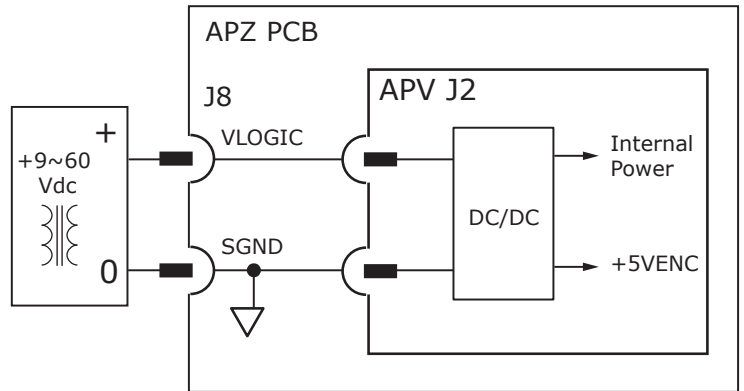 APZ PCB
J8
APV J2
+
+9~60
Vdc
0
VLOGIC
SGND
DC/DC
Internal
Power
+5VENC